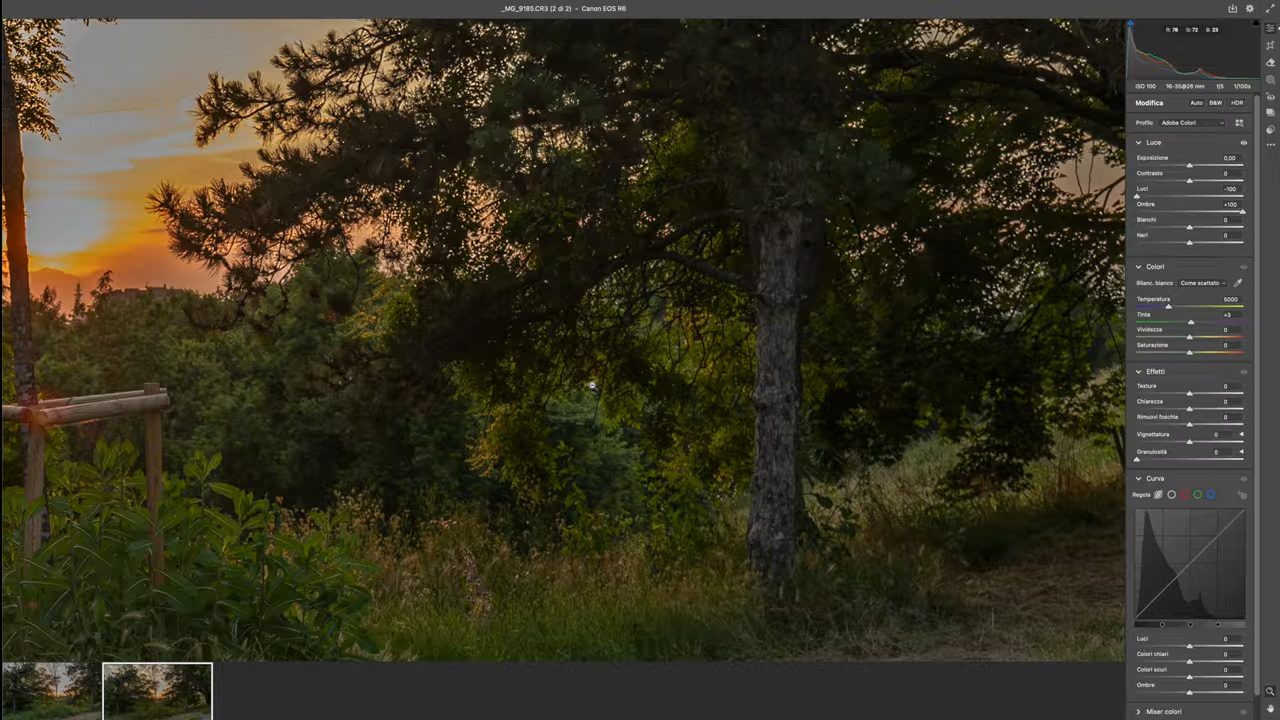 _MG_9185.CR3 (2 di 2) - Canon EOS R6
R: 78 U: 72 B: 23
ISO 100 16-35@26 mm f/5 1/100s
Modifica Auto B&W HDR
Profilo Adobe Colori
Luce
Esposizione 0,00
Contrasto 0
Luci -100
Ombre +100
Bianchi 0
Neri 0
Colori
Bilanc. bianco Come scattato
Temperatura 5000
Tinta +3
Vividezza 0
Saturazione 0
Effetti
Texture 0
Chiarezza 0
Rimuovi foschia 0
Vignettatura 0
Granulosità 0
Curva
Regola
Luci 0
Colori chiari 0
Colori scuri 0
Ombre 0
Mixer colori